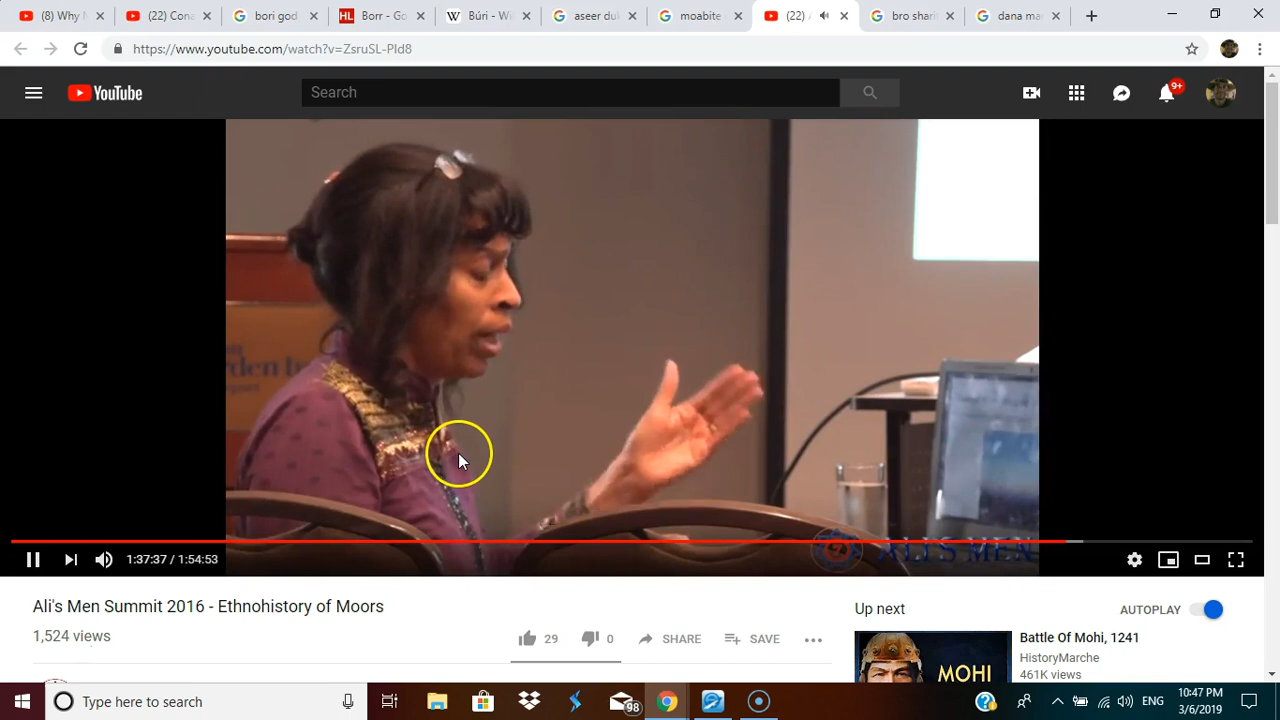 (8) Why M
(22) Cona
bori god
Borr - Go
Búri - Wi
aseer du
moabite
(22) A
bro shari
dana ma
https://www.youtube.com/watch?v=ZsruSL-PId8
YouTube
Search
9+
1:37:37 / 1:54:53
ALI'S MEN
Ali's Men Summit 2016 - Ethnohistory of Moors
Up next
AUTOPLAY
1,524 views
29
0
SHARE
SAVE
MOHI
Battle Of Mohi, 1241
HistoryMarche
461K views
Type here to search
98
ENG
10:47 PM
3/6/2019